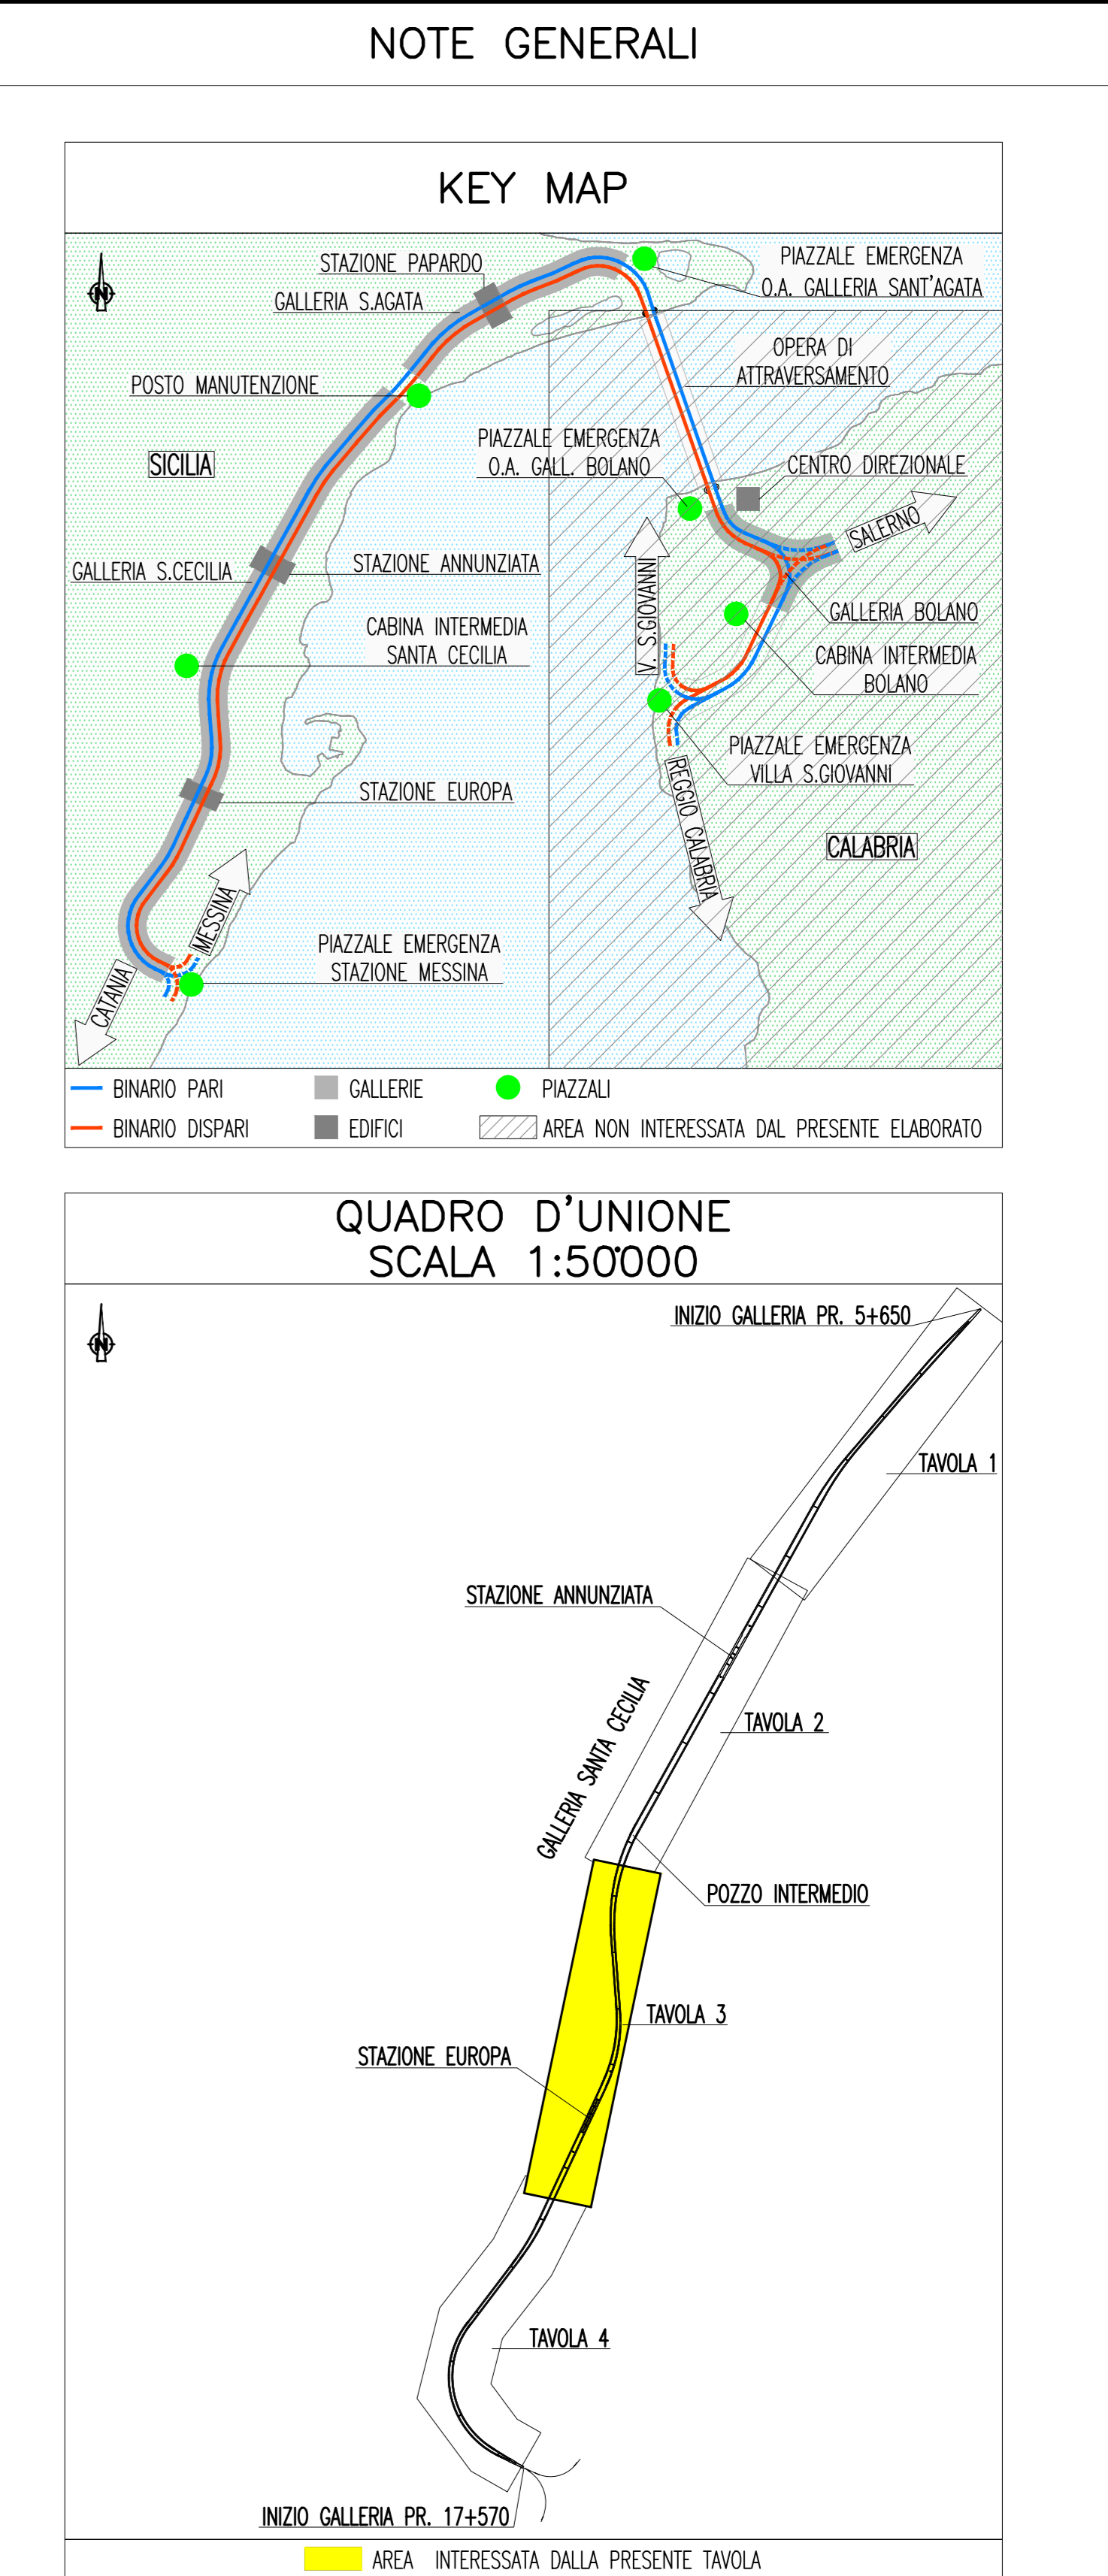 NOTE GENERALI
KEY MAP
N
STAZIONE PAPARDO
GALLERIA S.AGATA
PIAZZALE EMERGENZA
O.A. GALLERIA SANT'AGATA
OPERA DI
ATTRAVERSAMENTO
POSTO MANUTENZIONE
SICILIA
PIAZZALE EMERGENZA
O.A. GALL. BOLANO
CENTRO DIREZIONALE
SALERNO
STAZIONE ANNUNZIATA
GALLERIA S.CECILIA
V. S.GIOVANNI
GALLERIA BOLANO
CABINA INTERMEDIA
SANTA CECILIA
CABINA INTERMEDIA
BOLANO
PIAZZALE EMERGENZA
VILLA S.GIOVANNI
STAZIONE EUROPA
REGGIO CALABRIA
CALABRIA
MESSINA
PIAZZALE EMERGENZA
STAZIONE MESSINA
CATANIA
BINARIO PARI
GALLERIE
PIAZZALI
BINARIO DISPARI
EDIFICI
AREA NON INTERESSATA DAL PRESENTE ELABORATO
QUADRO D'UNIONE
SCALA 1:50'000
N
INIZIO GALLERIA PR. 5+650
TAVOLA 1
STAZIONE ANNUNZIATA
TAVOLA 2
GALLERIA SANTA CECILIA
POZZO INTERMEDIO
TAVOLA 3
STAZIONE EUROPA
TAVOLA 4
INIZIO GALLERIA PR. 17+570
AREA INTERESSATA DALLA PRESENTE TAVOLA